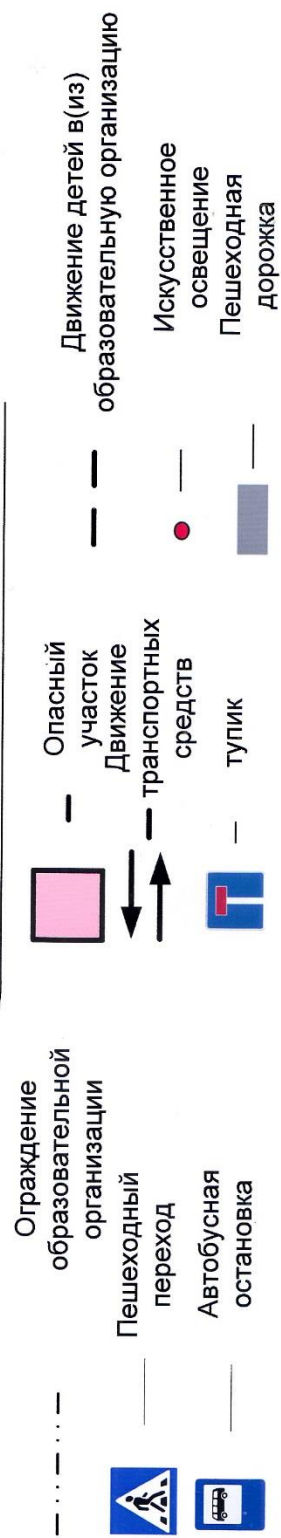 Ограждение
образовательной
организации
Пешеходный
переход
Автобусная
остановка
Опасный
участок
Движение
транспортных
средств
тупик
Движение детей в(из)
образовательную организацию
Искусственное
освещение
Пешеходная
дорожка